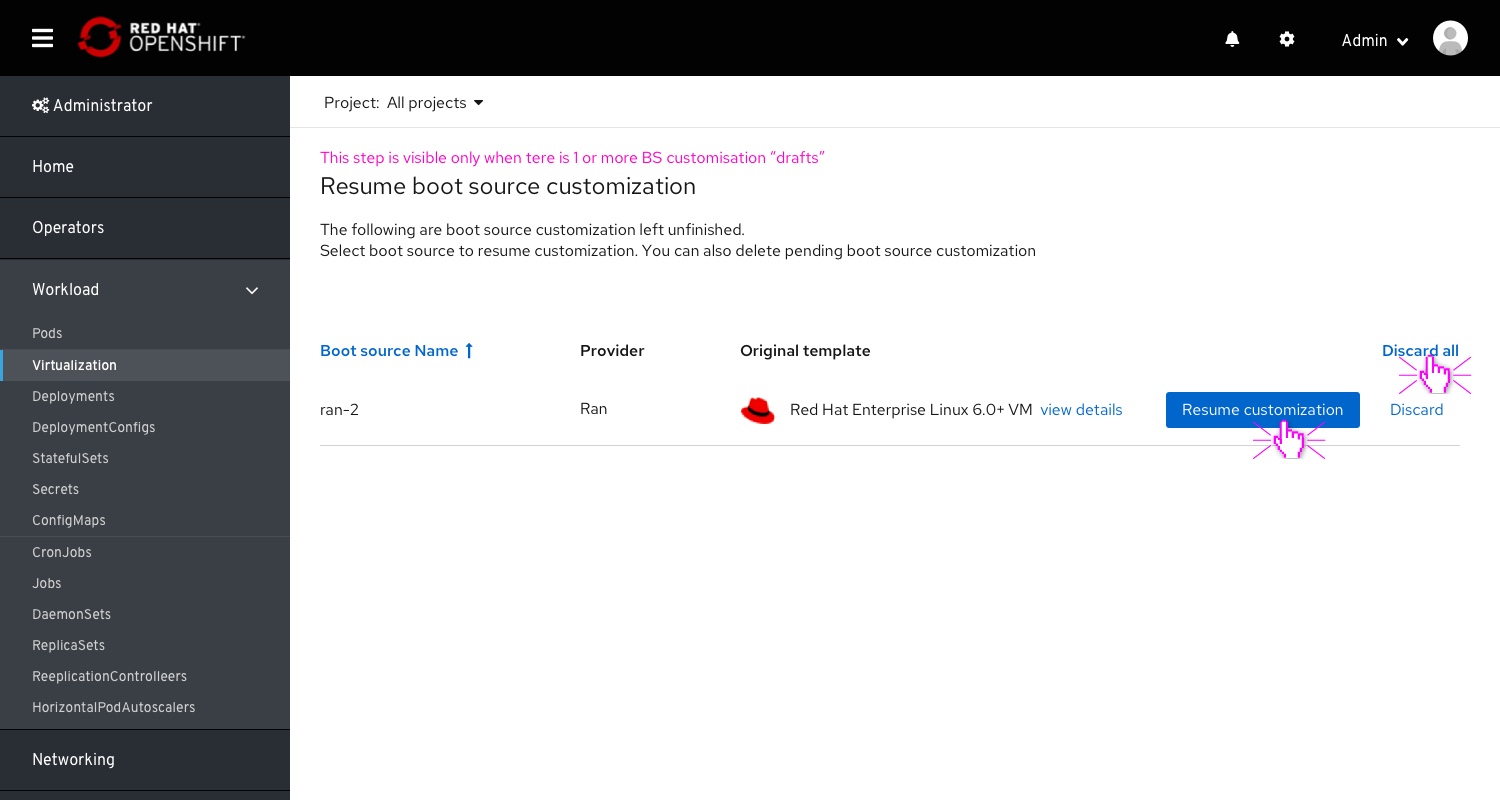 RED HAT
OPENSHIFT
Admin
Administrator
Home
Operators
Workload
Pods
Virtualization
Deployments
DeploymentConfigs
StatefulSets
Secrets
ConfigMaps
CronJobs
Jobs
DaemonSets
ReplicaSets
ReeplicationControlleers
HorizontalPodAutoscalers
Networking
Project: All projects
This step is visible only when tere is 1 or more BS customisation “drafts”
Resume boot source customization
The following are boot source customization left unfinished.
Select boot source to resume customization. You can also delete pending boot source customization
Boot source Name Provider Original template Discard all
ran-2 Ran Red Hat Enterprise Linux 6.0+ VM view details Resume customization Discard